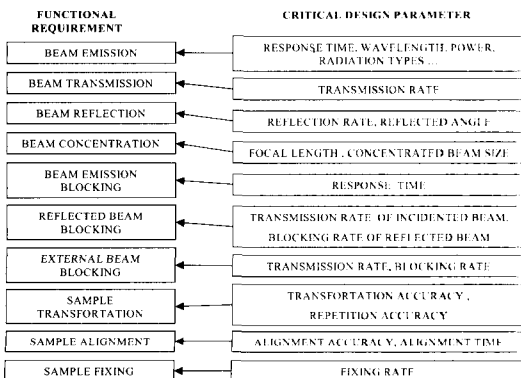 FUNCTIONAL
REQUIREMENT
CRITICAL DESIGN PARAMETER
BEAM EMISSION
RESPONSE TIME, WAVELENGTH, POWER,
RADIATION TYPES ...
BEAM TRANSMISSION
TRANSMISSION RATE
BEAM REFLECTION
REFLECTION RATE, REFLECTED ANGLE
BEAM CONCENTRATION
FOCAL LENGTH , CONCENTRATED BEAM SIZE
BEAM EMISSION
BLOCKING
RESPONSE TIME
REFLECTED BEAM
BLOCKING
TRANSMISSION RATE OF INCIDENTED BEAM,
BLOCKING RATE OF REFLECTED BEAM
EXTERNAL BEAM
BLOCKING
TRANSMISSION RATE, BLOCKING RATE
SAMPLE
TRANSFORTATION
TRANSFORTATION ACCURACY ,
REPETITION ACCURACY
SAMPLE ALIGNMENT
ALIGNMENT ACCURACY, ALIGNMENT TIME
SAMPLE FIXING
FIXING RATE